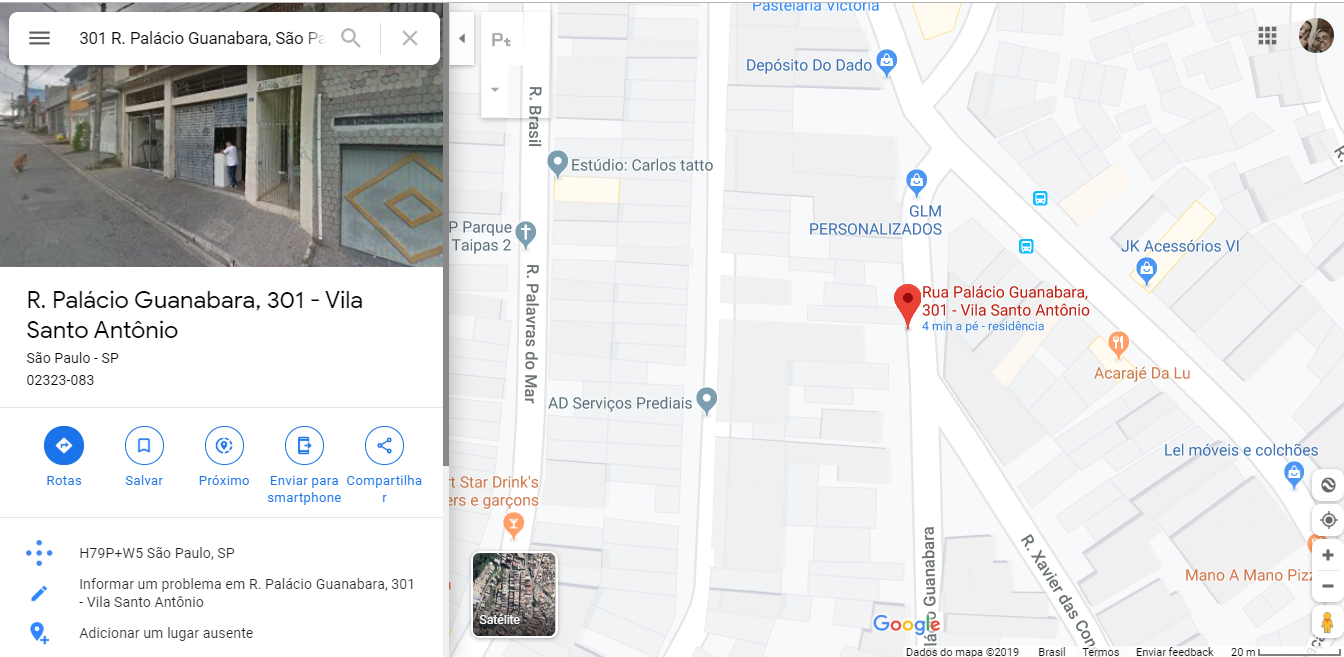 301 R. Palácio Guanabara, São Pa
R. Palácio Guanabara, 301 - Vila
Santo Antônio
São Paulo - SP
02323-083
Rotas
Salvar
Próximo
Enviar para
smartphone
Compartilha
r
H79P+W5 São Paulo, SP
Informar um problema em R. Palácio Guanabara, 301
- Vila Santo Antônio
Adicionar um lugar ausente
Pt
Pastelaria Victória
Depósito Do Dado
R. Brasil
Estúdio: Carlos tatto
GLM
PERSONALIZADOS
P Parque
Taipas 2
JK Acessórios VI
R. Palavras do Mar
Rua Palácio Guanabara,
301 - Vila Santo Antônio
4 min a pé - residência
Acarajé Da Lu
AD Serviços Prediais
Lel móveis e colchões
rt Star Drink's
ers e garçons
R. Xavier das Con
lácio Guanabara
Mano A Mano Pizz
Satélite
Google
Dados do mapa ©2019
Brasil
Termos
Enviar feedback
20 m